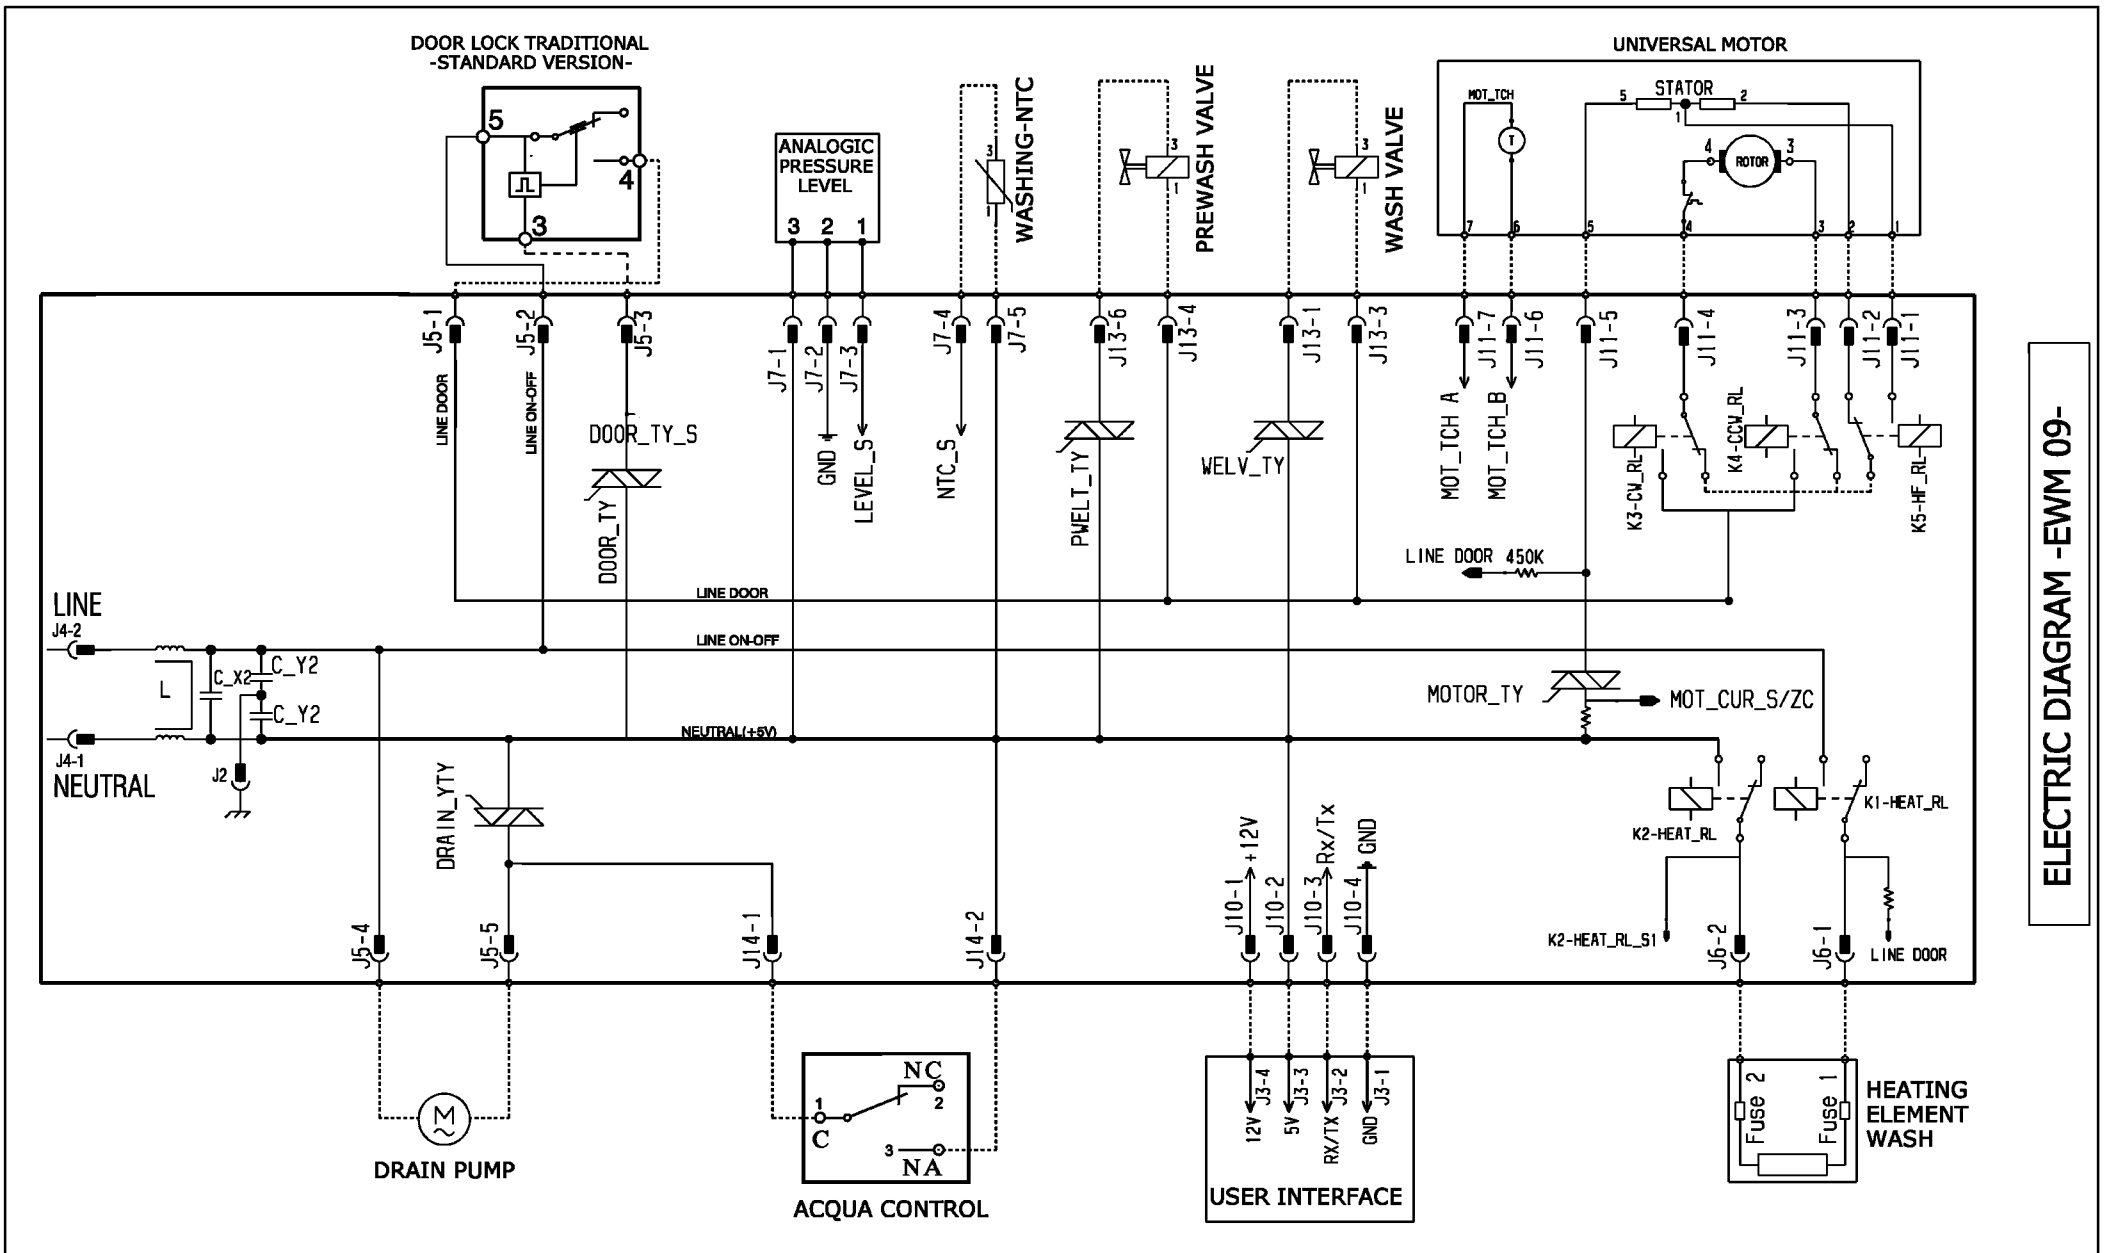 DOOR LOCK TRADITIONAL
-STANDARD VERSION-
5
4
3
ANALOGIC
PRESSURE
LEVEL
3 2 1
3
1
WASHING-NTC
3
1
PREWASH VALVE
3
1
WASH VALVE
UNIVERSAL MOTOR
MOT_TCH
T
STATOR
5
1
2
4
ROTOR
3
7
6
5
4
3
2
1
J5-1
J5-2
J5-3
J7-1
J7-2
J7-3
J7-4
J7-5
J13-6
J13-4
J13-1
J13-3
J11-7
J11-6
J11-5
J11-4
J11-3
J11-2
J11-1
LINE DOOR
LINE ON-OFF
DOOR_TY_S
DOOR_TY
GND
LEVEL_S
NTC_S
PWELT_TY
WELV_TY
MOT_TCH A
MOT_TCH_B
K3-CW_RL
K4-CCW_RL
K5-HF_RL
LINE DOOR 450K
LINE DOOR
LINE
J4-2
LINE ON-OFF
L
C_X2
C_Y2
C_Y2
MOTOR_TY
MOT_CUR_S/ZC
NEUTRAL(+5V)
J4-1
NEUTRAL
J2
DRAIN_YTY
K2-HEAT_RL
K1-HEAT_RL
+12V
Rx/Tx
GND
J5-4
J5-5
J14-1
J14-2
J10-1
J10-2
J10-3
J10-4
K2-HEAT_RL_S1
J6-2
J6-1
LINE DOOR
M
~
DRAIN PUMP
NC
1
2
C
3
NA
ACQUA CONTROL
J3-4
J3-3
J3-2
J3-1
12V
5V
RX/TX
GND
USER INTERFACE
Fuse 2
Fuse 1
HEATING
ELEMENT
WASH
ELECTRIC DIAGRAM -EWM 09-